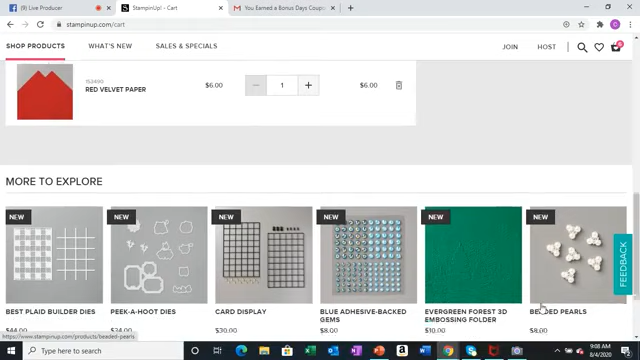 (9) Live Producer
StampinUp! - Cart
You Earned a Bonus Days Coup
stampinup.com/cart
SHOP PRODUCTS
WHAT'S NEW
SALES & SPECIALS
JOIN
HOST
153490
RED VELVET PAPER
$6.00
1
$6.00
MORE TO EXPLORE
NEW
NEW
NEW
NEW
NEW
NEW
BEST PLAID BUILDER DIES
PEEK-A-HOOT DIES
CARD DISPLAY
BLUE ADHESIVE-BACKED
GEMS
EVERGREEN FOREST 3D
EMBOSSING FOLDER
BEADED PEARLS
$44.00
$34.00
$30.00
$8.00
$10.00
$8.00
FEEDBACK
https://www.stampinup.com/products/beaded-pearls
Type here to search
9:08 AM
8/4/2020